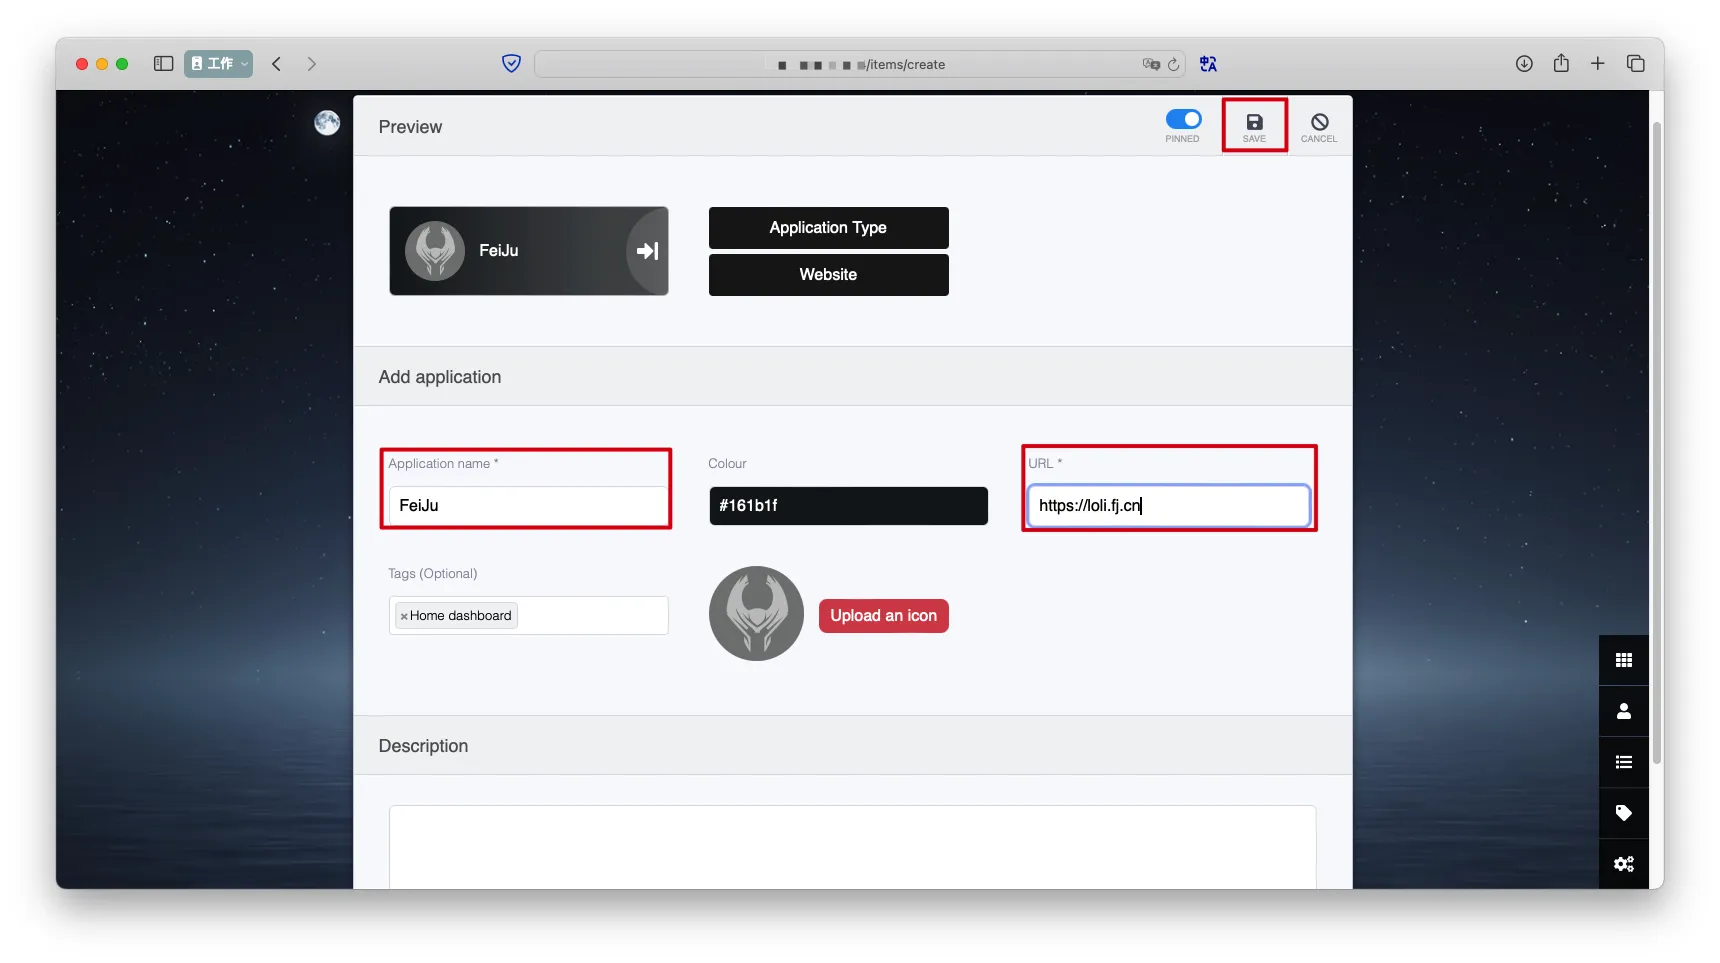 工作
/items/create
Preview
PINNED
SAVE
CANCEL
FeiJu
Application Type
Website
Add application
Application name *
Colour
URL *
FeiJu
#161b1f
https://loli.fj.cn
Tags (Optional)
×Home dashboard
Upload an icon
Description